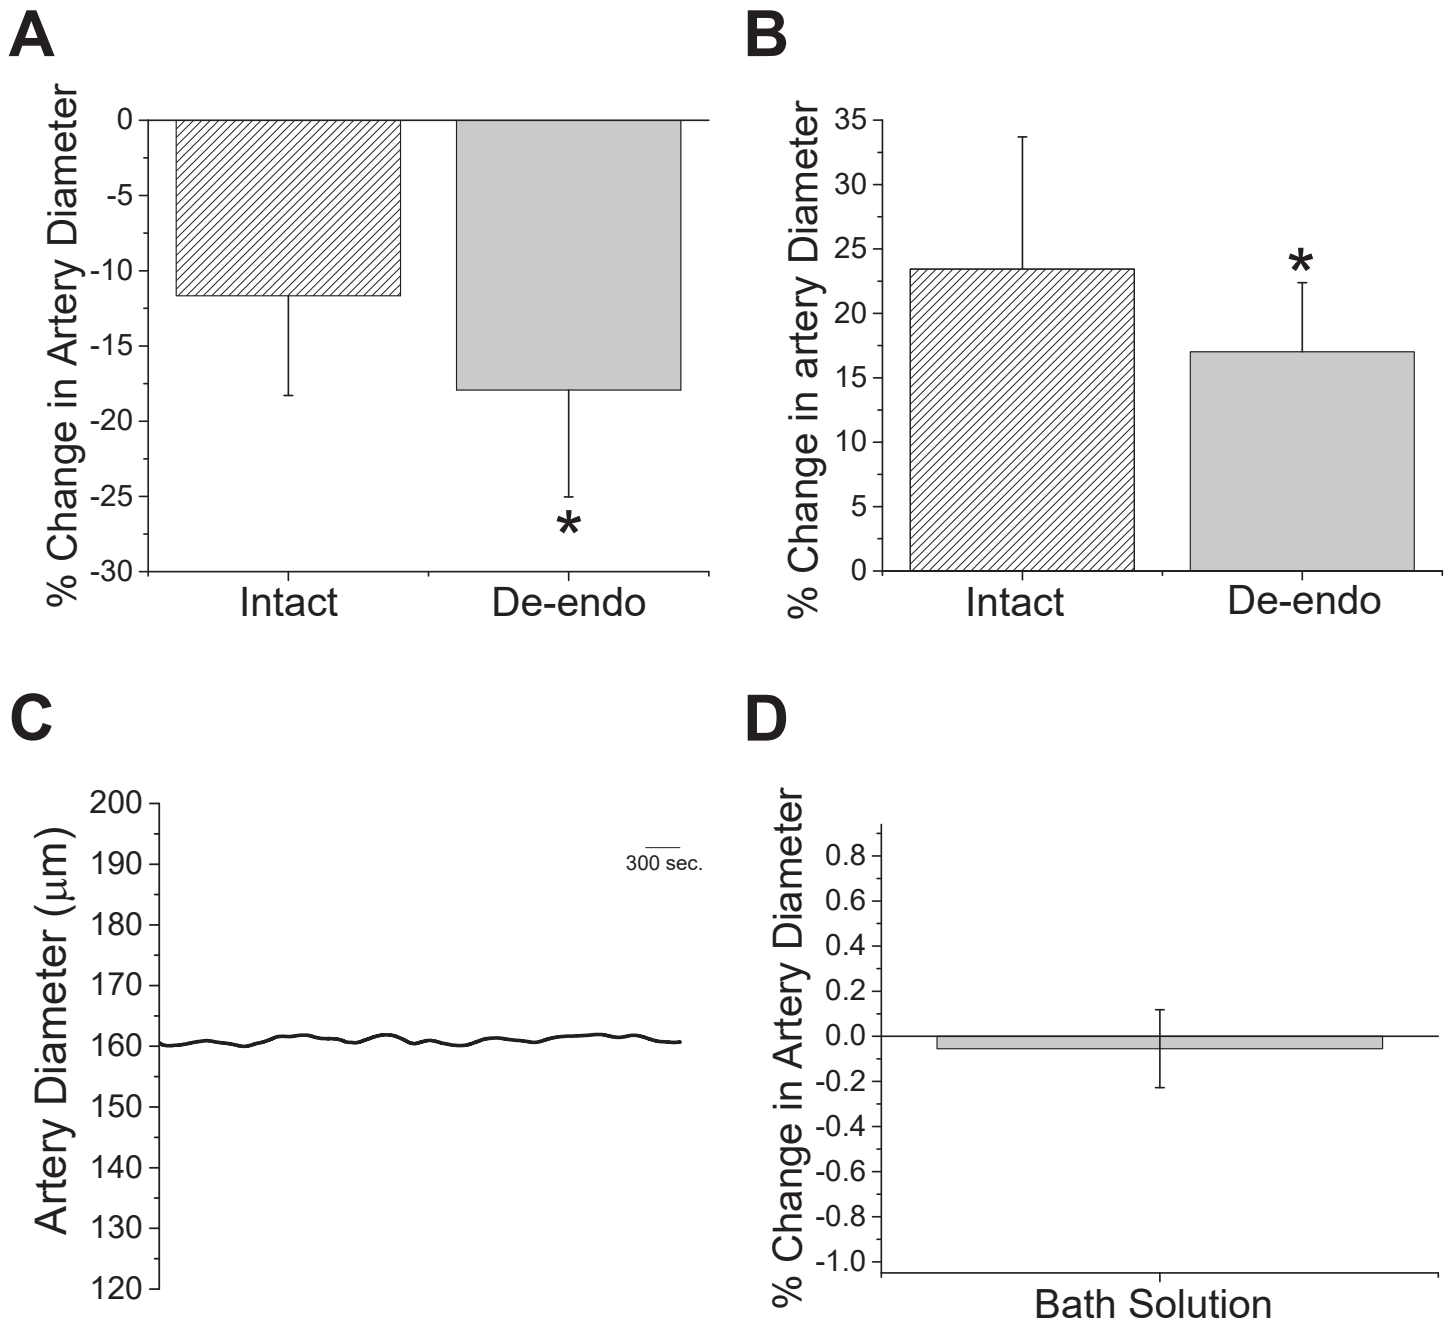 A
% Change in Artery Diameter
0
-5
-10
-15
-20
-25
-30
*
Intact
De-endo
B
% Change in artery Diameter
35
30
25
20
15
10
5
0
*
Intact
De-endo
C
Artery Diameter (μm)
200
190
180
170
160
150
140
130
120
300 sec.
D
% Change in Artery Diameter
0.8
0.6
0.4
0.2
0.0
-0.2
-0.4
-0.6
-0.8
-1.0
Bath Solution